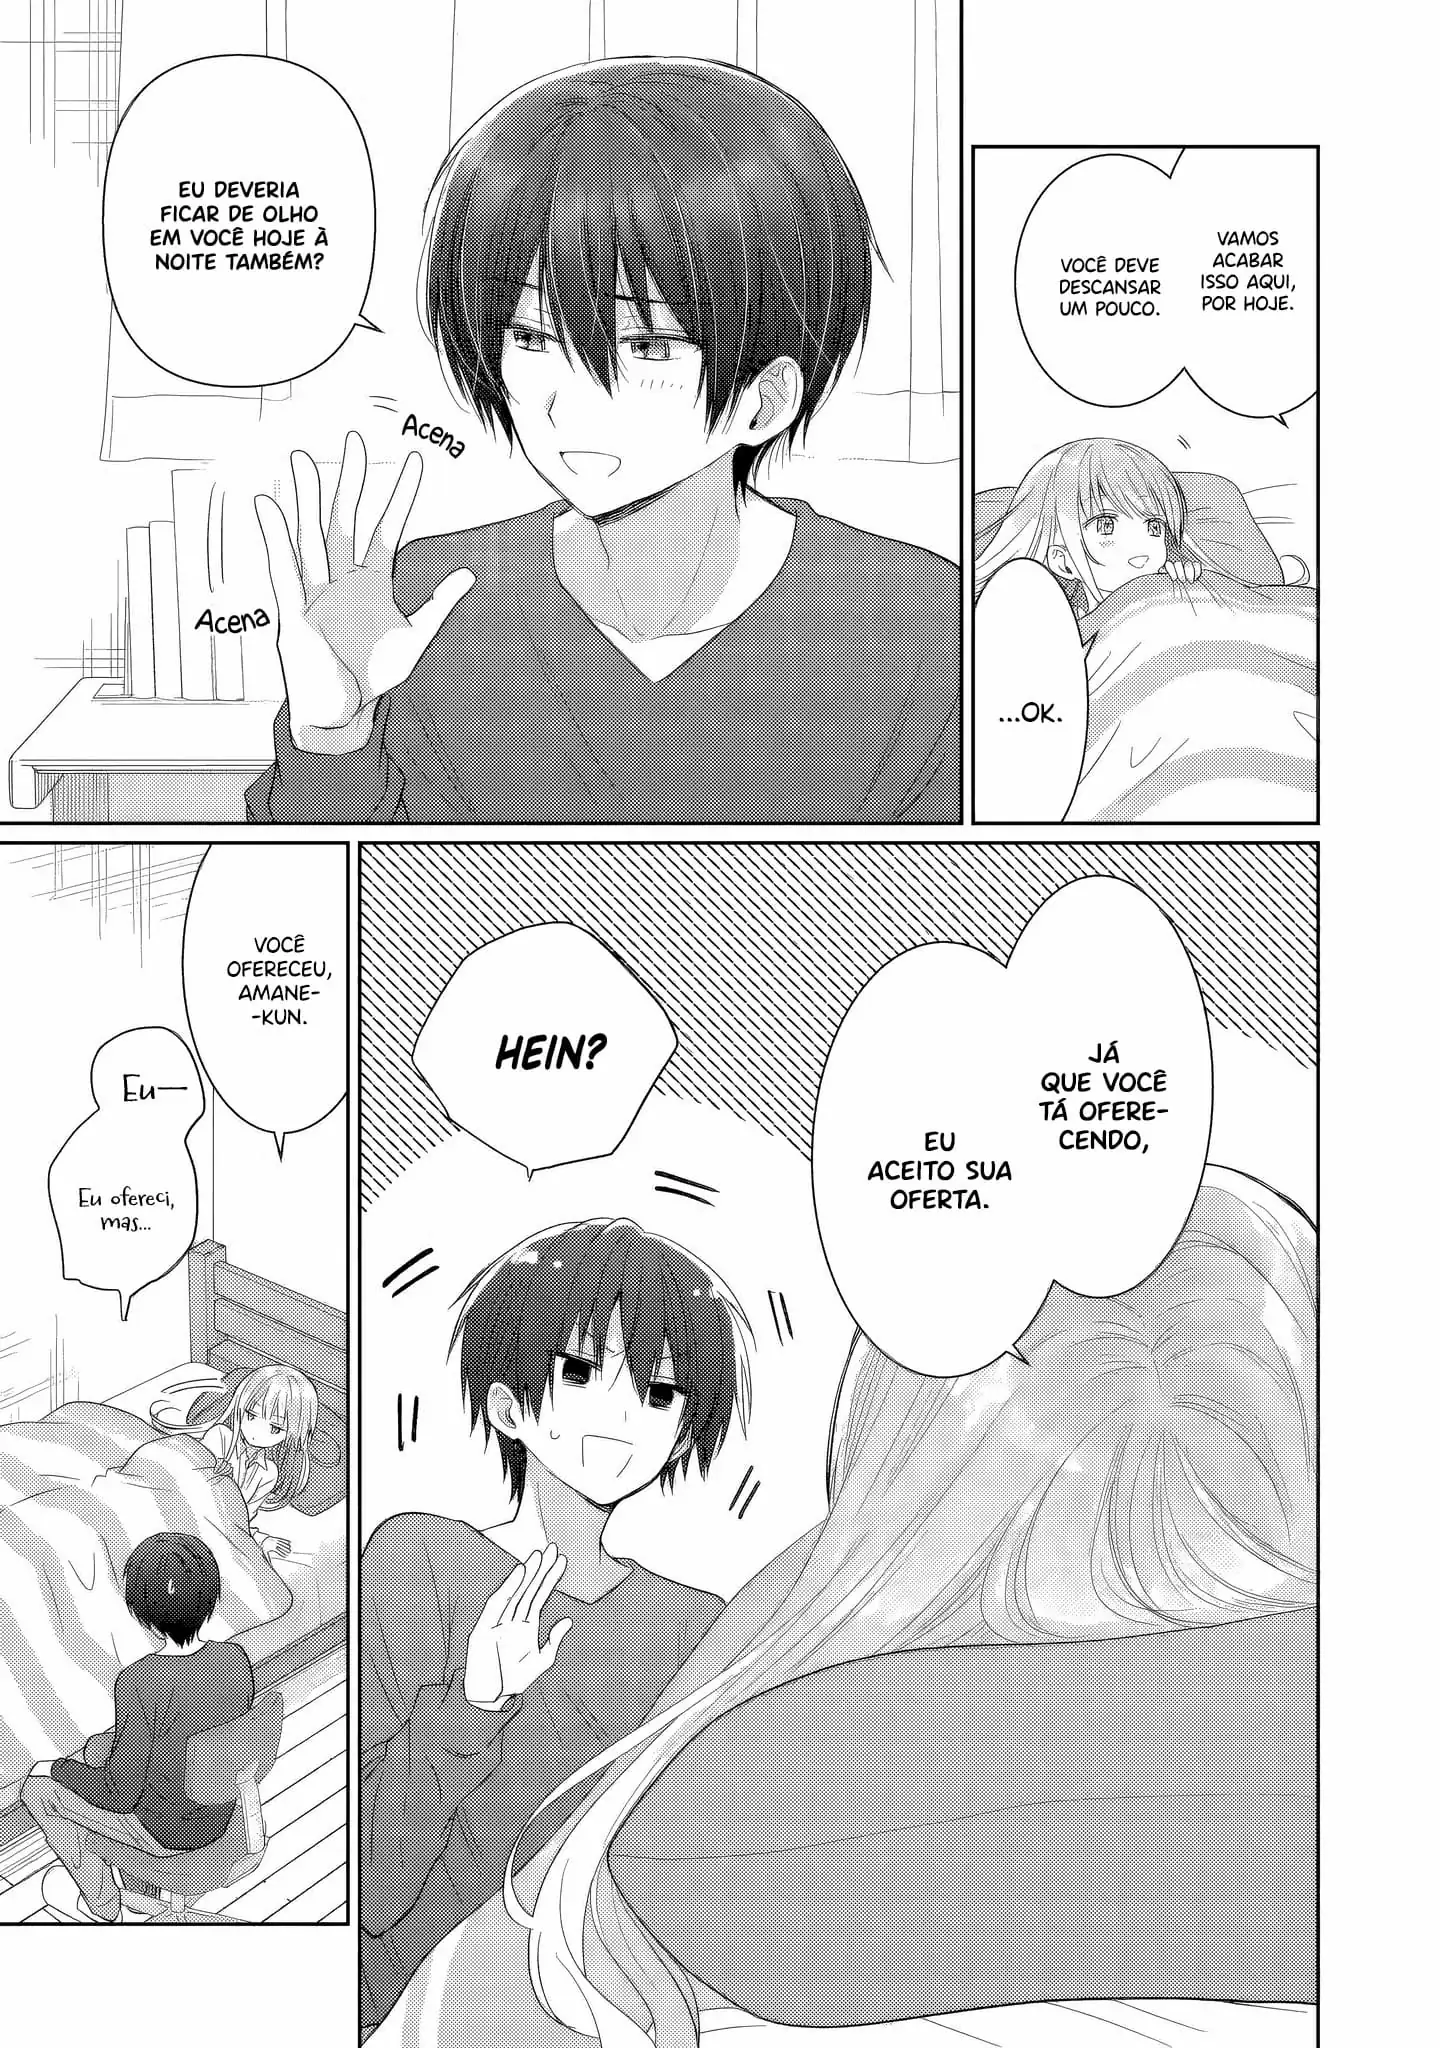 VAMOS
ACABAR
ISSO AQUI,
POR HOJE.
VOCÊ DEVE
DESCANSAR
UM POUCO.
...OK.
EU DEVERIA
FICAR DE OLHO
EM VOCÊ HOJE À
NOITE TAMBÉM?
Acena
Acena
JÁ
QUE VOCÊ
TÁ OFERE-
CENDO,
EU
ACEITO SUA
OFERTA.
HEIN?
VOCÊ
OFERECEU,
AMANE-
-KUN.
Eu—
Eu ofereci,
mas...